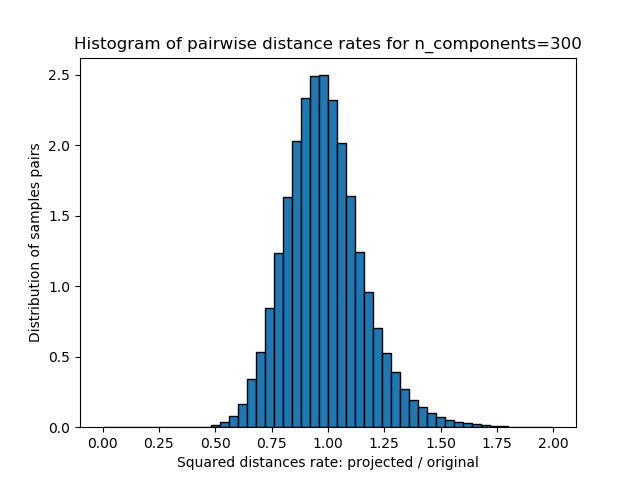 Histogram of pairwise distance rates for n_components=300
2.5
2.0
1.5
1.0
0.5
0.0
Distribution of samples pairs
0.00 0.25 0.50 0.75 1.00 1.25 1.50 1.75 2.00
Squared distances rate: projected / original